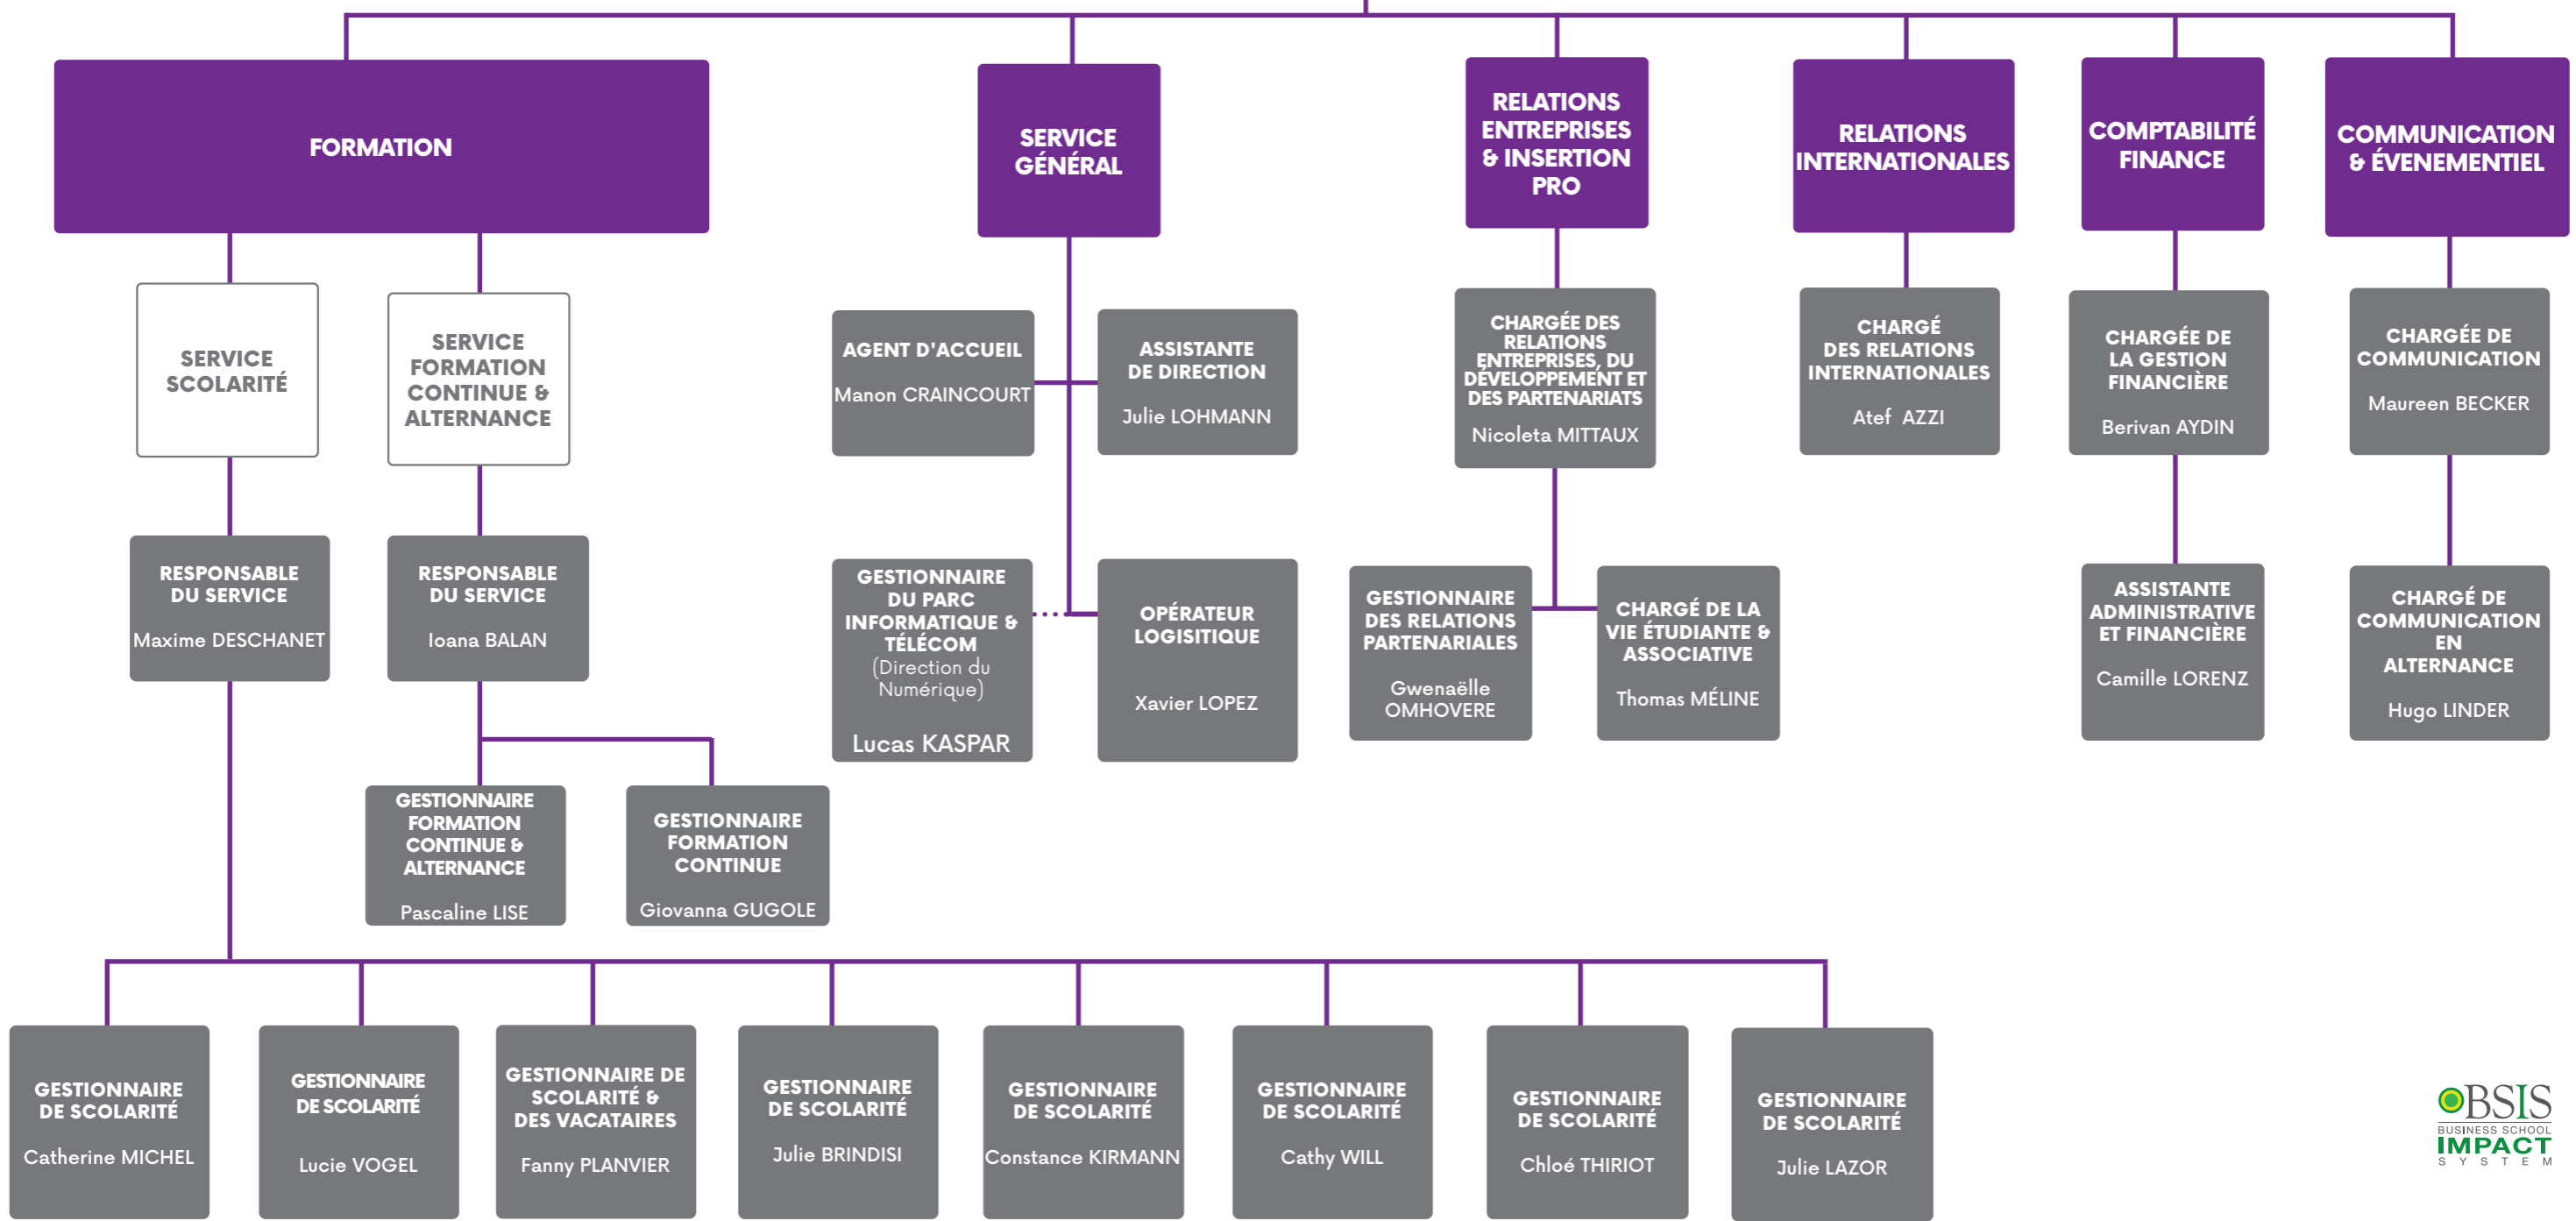 FORMATION
SERVICE
GÉNÉRAL
RELATIONS
ENTREPRISES
& INSERTION
PRO
RELATIONS
INTERNATIONALES
COMPTABILITÉ
FINANCE
COMMUNICATION
& ÉVENEMENTIEL
SERVICE
SCOLARITÉ
SERVICE
FORMATION
CONTINUE &
ALTERNANCE
AGENT D'ACCUEIL
Manon CRAINCOURT
ASSISTANTE
DE DIRECTION
Julie LOHMANN
CHARGÉE DES
RELATIONS
ENTREPRISES, DU
DÉVELOPPEMENT ET
DES PARTENARIATS
Nicoleta MITTAUX
CHARGÉ
DES RELATIONS
INTERNATIONALES
Atef AZZI
CHARGÉE DE
LA GESTION
FINANCIÈRE
Berivan AYDIN
CHARGÉE DE
COMMUNICATION
Maureen BECKER
RESPONSABLE
DU SERVICE
Maxime DESCHANET
RESPONSABLE
DU SERVICE
Ioana BALAN
GESTIONNAIRE
DU PARC
INFORMATIQUE &
TÉLÉCOM
(Direction du
Numérique)
Lucas KASPAR
OPÉRATEUR
LOGISITIQUE
Xavier LOPEZ
GESTIONNAIRE
DES RELATIONS
PARTENARIALES
Gwenaëlle
OMHOVERE
CHARGÉ DE LA
VIE ÉTUDIANTE &
ASSOCIATIVE
Thomas MÉLINE
ASSISTANTE
ADMINISTRATIVE
ET FINANCIÈRE
Camille LORENZ
CHARGÉ DE
COMMUNICATION
EN
ALTERNANCE
Hugo LINDER
GESTIONNAIRE
FORMATION
CONTINUE &
ALTERNANCE
Pascaline LISE
GESTIONNAIRE
FORMATION
CONTINUE
Giovanna GUGOLE
GESTIONNAIRE
DE SCOLARITÉ
Catherine MICHEL
GESTIONNAIRE
DE SCOLARITÉ
Lucie VOGEL
GESTIONNAIRE DE
SCOLARITÉ &
DES VACATAIRES
Fanny PLANVIER
GESTIONNAIRE
DE SCOLARITÉ
Julie BRINDISI
GESTIONNAIRE
DE SCOLARITÉ
Constance KIRMANN
GESTIONNAIRE
DE SCOLARITÉ
Cathy WILL
GESTIONNAIRE
DE SCOLARITÉ
Chloé THIRIOT
GESTIONNAIRE
DE SCOLARITÉ
Julie LAZOR
BSIS
BUSINESS SCHOOL
IMPACT
SYSTEM